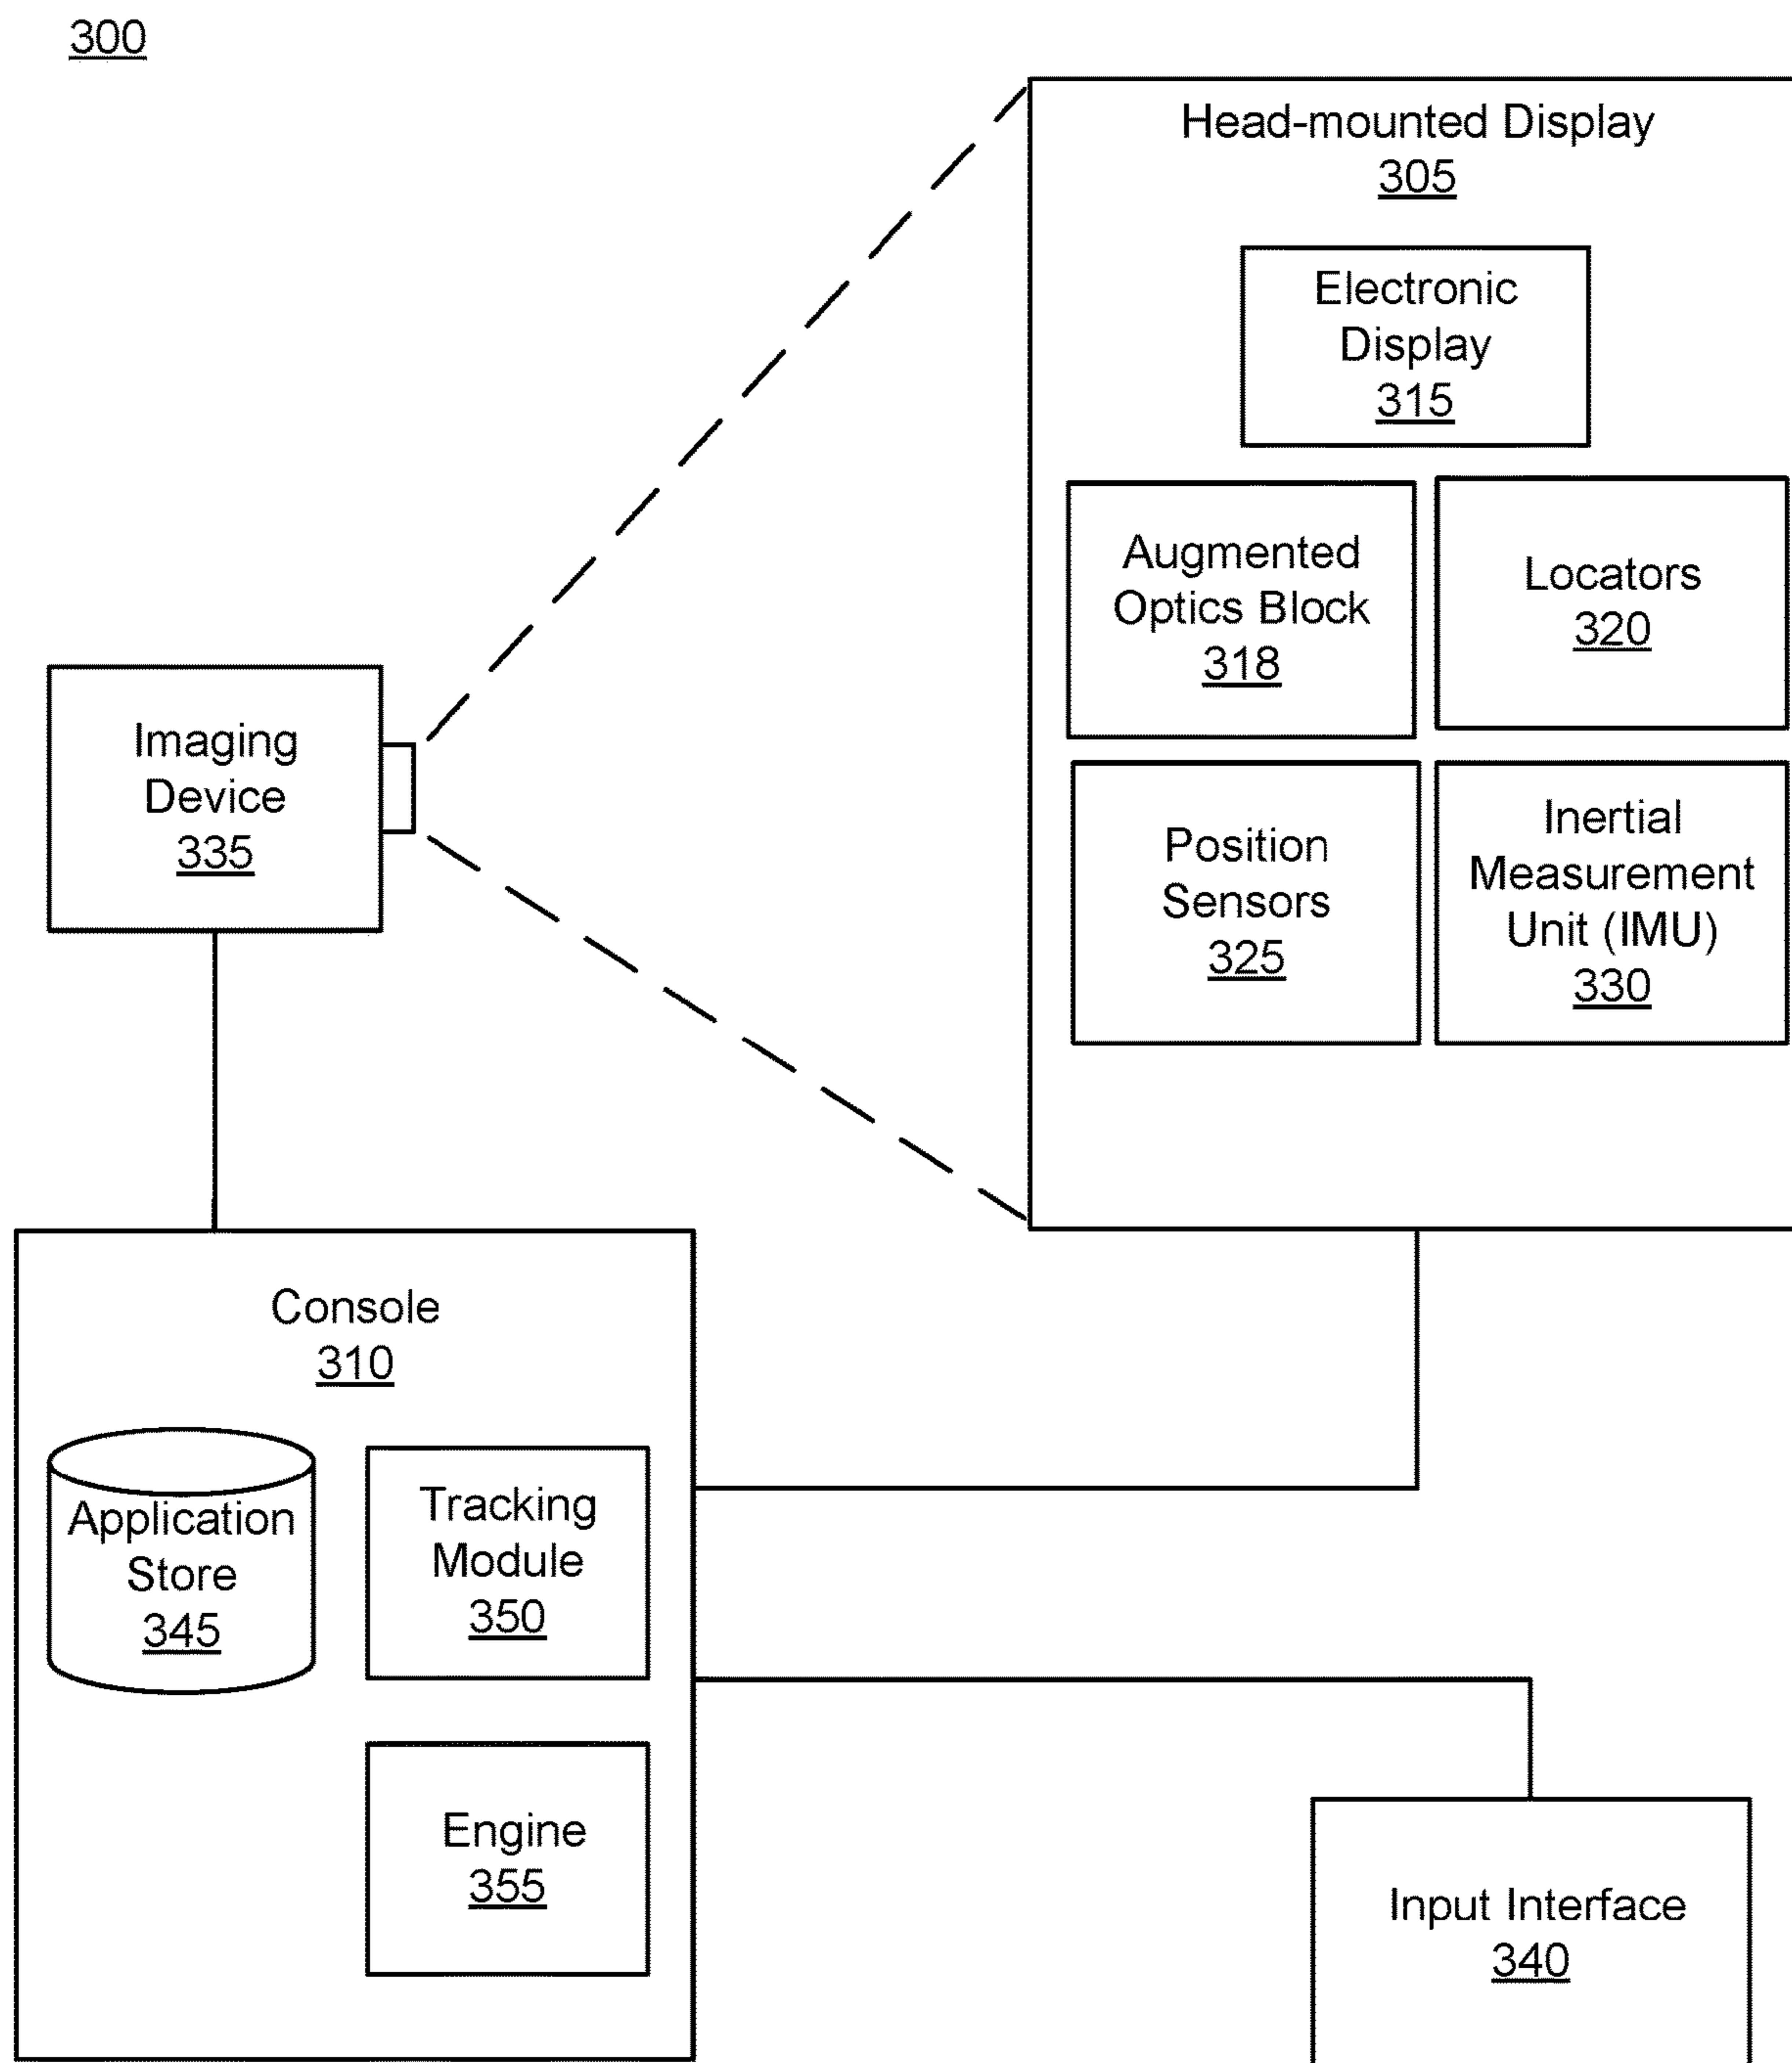 300
Head-mounted Display
305
Electronic
Display
315
Augmented
Optics Block
318
Locators
320
Imaging
Device
335
Position
Sensors
325
Inertial
Measurement
Unit (IMU)
330
Console
310
Application
Store
345
Tracking
Module
350
Engine
355
Input Interface
340